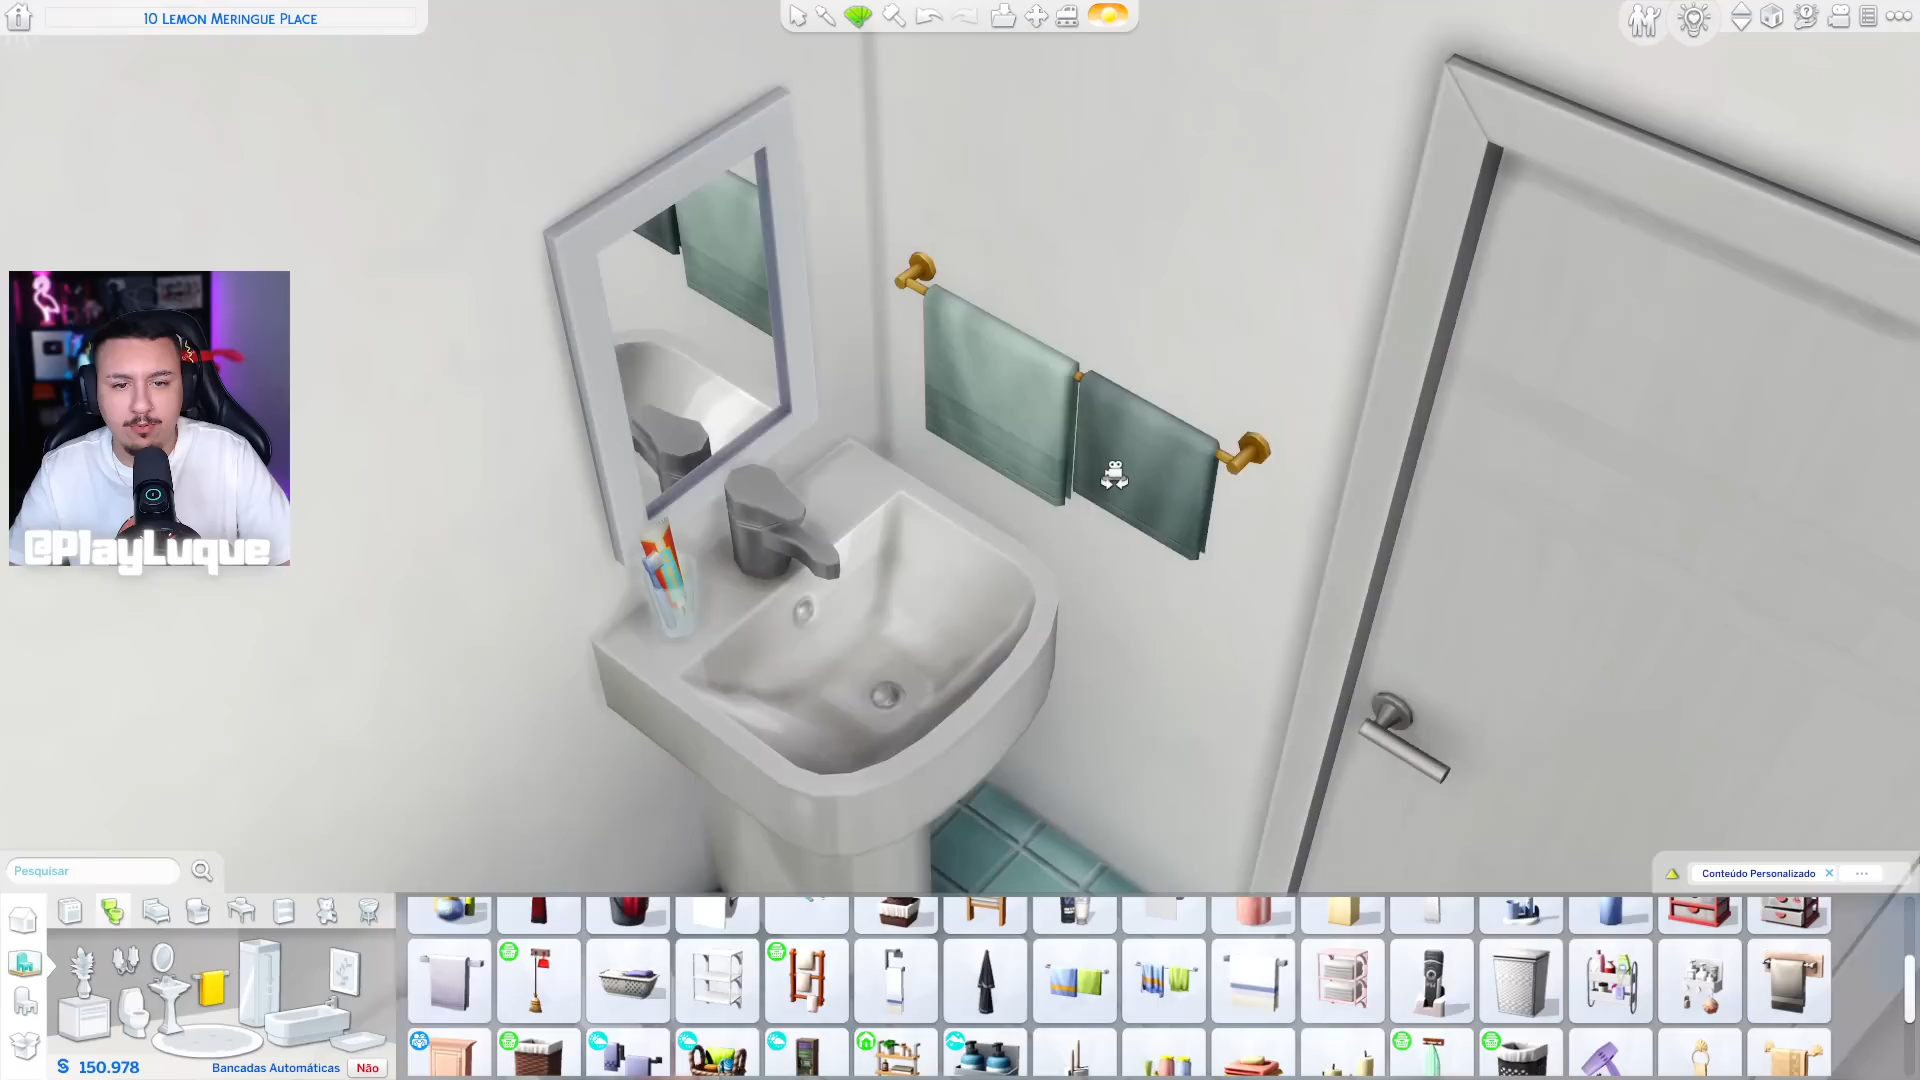 10 Lemon Meringue Place
@PlayLuque
Pesquisar
Conteúdo Personalizado
150.978
Bancadas Automáticas
Não